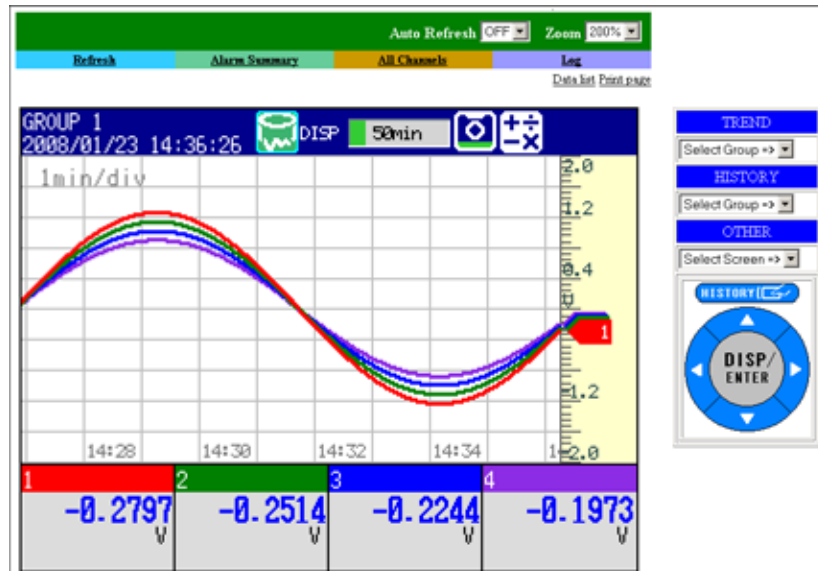 Auto Refresh OFF Zoom 200%
Refresh Alarm Summary All Channels Log
Data list Print page
GROUP 1
2008/01/23 14:36:26 DISP 50min
1min/div
2.0
1.2
0.4
V
1
-1.2
-2.0
14:28 14:30 14:32 14:34
1 2 3 4
-0.2797 -0.2514 -0.2244 -0.1973
V V V V
TREND
Select Group =>
HISTORY
Select Group =>
OTHER
Select Screen =>
HISTORY
DISP/
ENTER